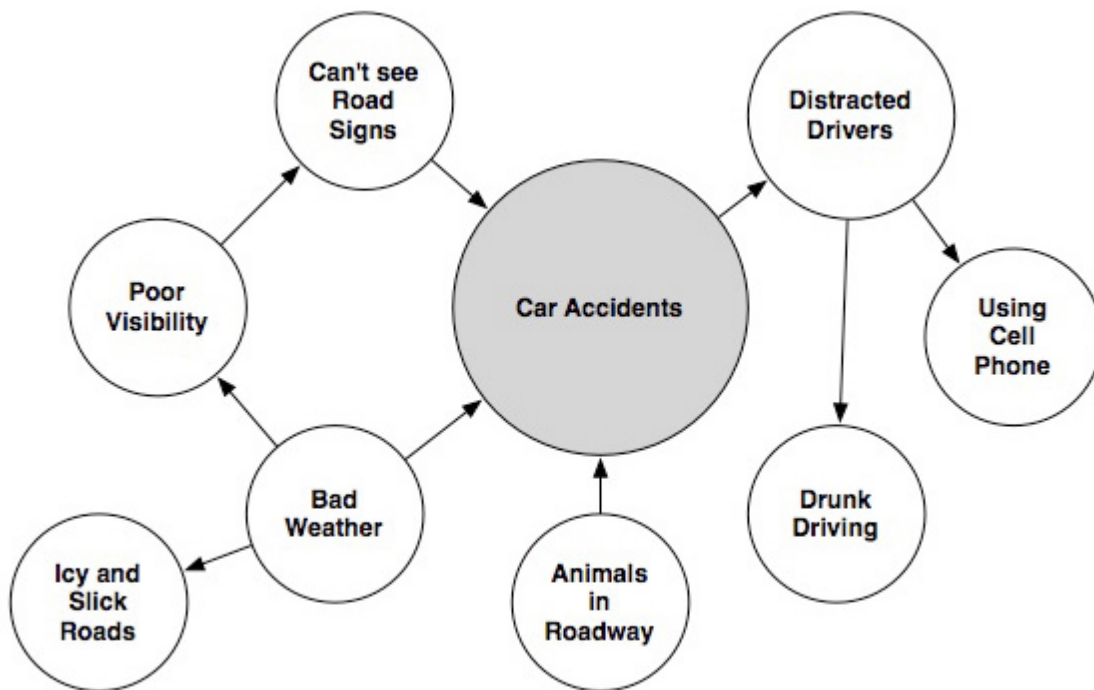 Can't see
Road
Signs
Distracted
Drivers
Poor
Visibility
Car Accidents
Using
Cell
Phone
Bad
Weather
Drunk
Driving
Icy and
Slick
Roads
Animals
in
Roadway